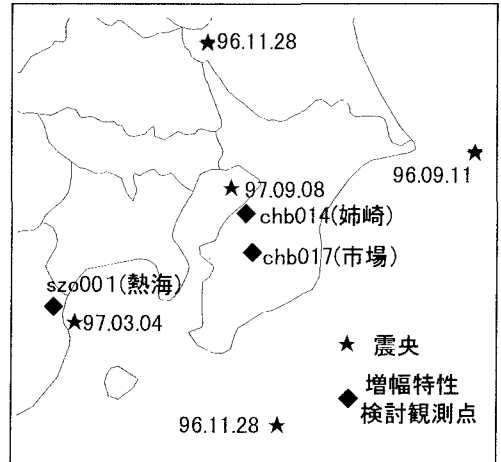 96.11.28
96.09.11
97.09.08
chb014(姉崎)
chb017(市場)
szo001(熱海)
97.03.04
震央
増幅特性
検討観測点
96.11.28